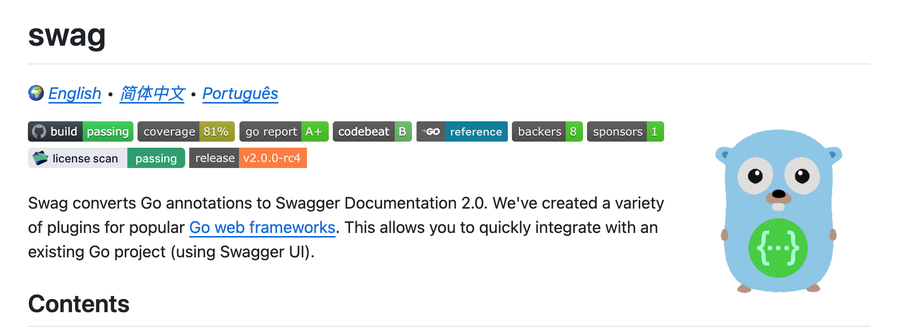 swag
English • 简体中文 • Português
build passing coverage 81% go report A+ codebeat B GO reference backers 8 sponsors 1
license scan passing release v2.0.0-rc4
Swag converts Go annotations to Swagger Documentation 2.0. We've created a variety
of plugins for popular Go web frameworks. This allows you to quickly integrate with an
existing Go project (using Swagger UI).
{...}
Contents